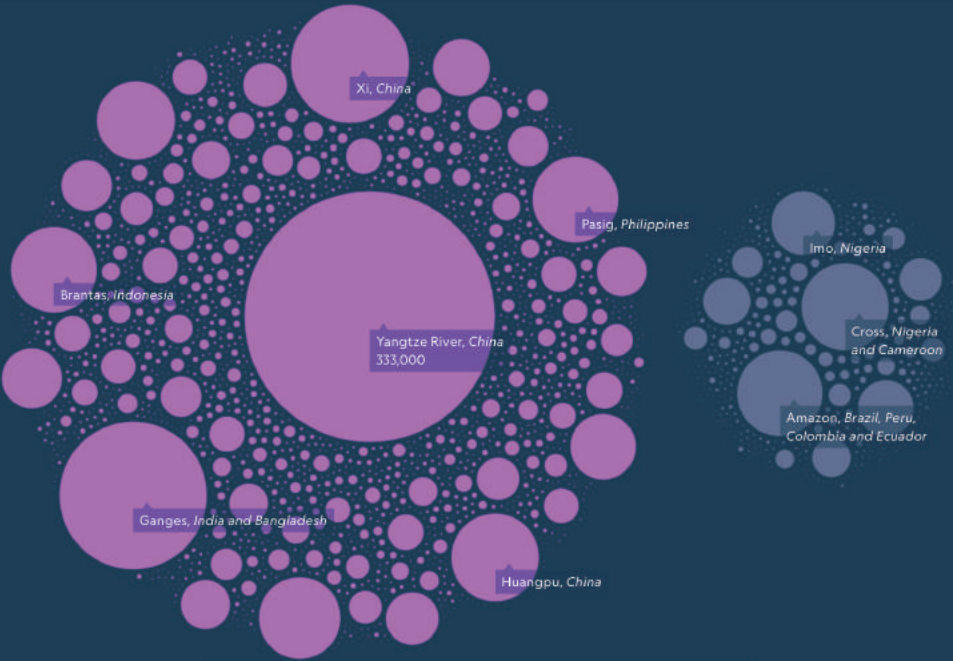 Xi, China
Pasig, Philippines
Imo, Nigeria
Brantas, Indonesia
Yangtze River, China
333,000
Cross, Nigeria
and Cameroon
Amazon, Brazil, Peru,
Colombia and Ecuador
Ganges, India and Bangladesh
Huangpu, China